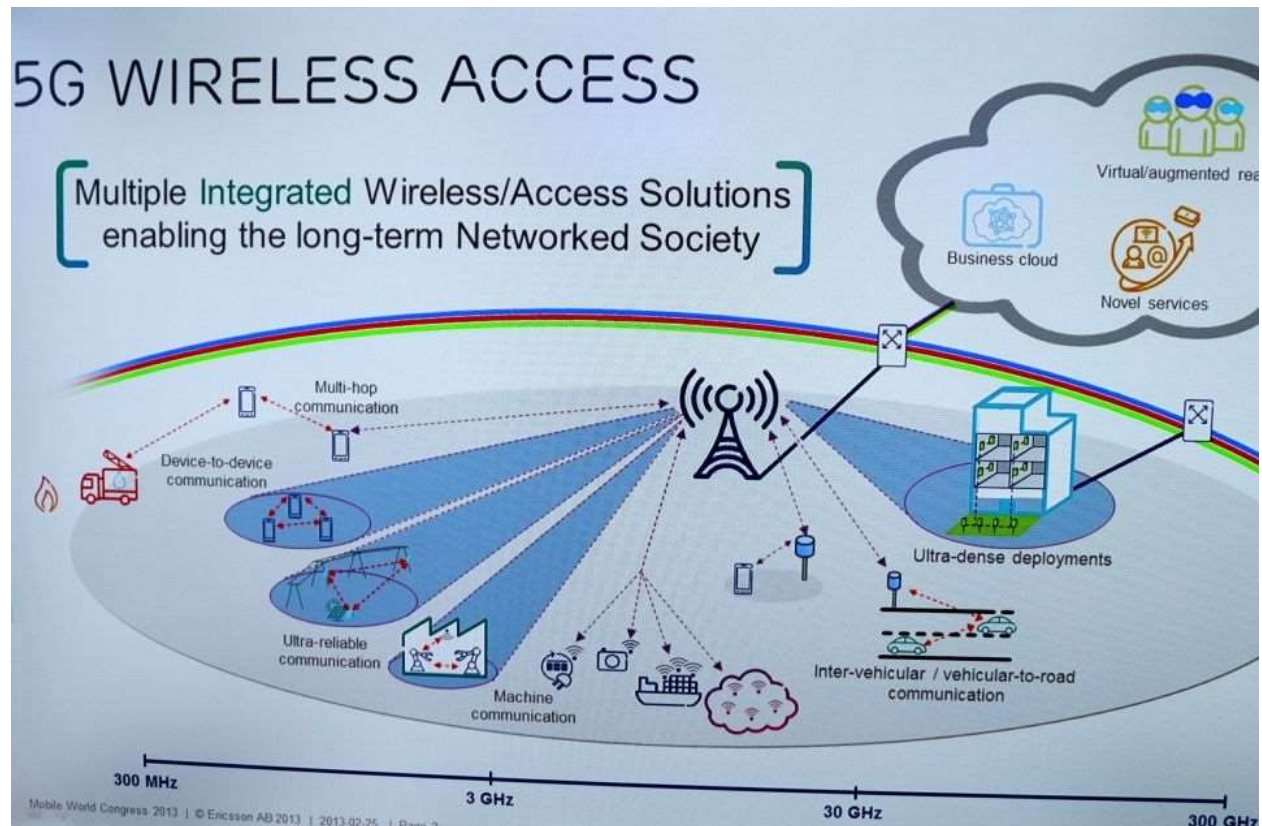 5G WIRELESS ACCESS
Multiple Integrated Wireless/Access Solutions
enabling the long-term Networked Society
Virtual/augmented rea
Business cloud
Novel services
Multi-hop
communication
Device-to-device
communication
Ultra-dense deployments
Ultra-reliable
communication
Inter-vehicular / vehicular-to-road
communication
Machine
communication
300 MHz
3 GHz
30 GHz
300 GHz
Mobile World Congress 2013 | © Ericsson AB 2013 | 2013-02-25 | Page 2